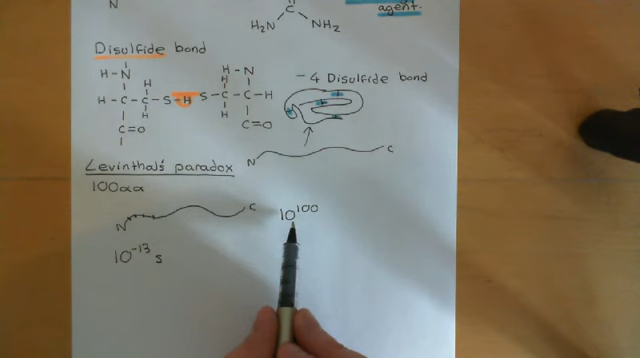 N
C
H₂N NH₂
agent.
Disulfide bond
H-N H-N
H H
H-C-C-S-H S-C-C-H
H H
C=O C=O
-4 Disulfide bond
N C
Levinthal's paradox
100aa
N C 10¹⁰⁰
10⁻¹³ s